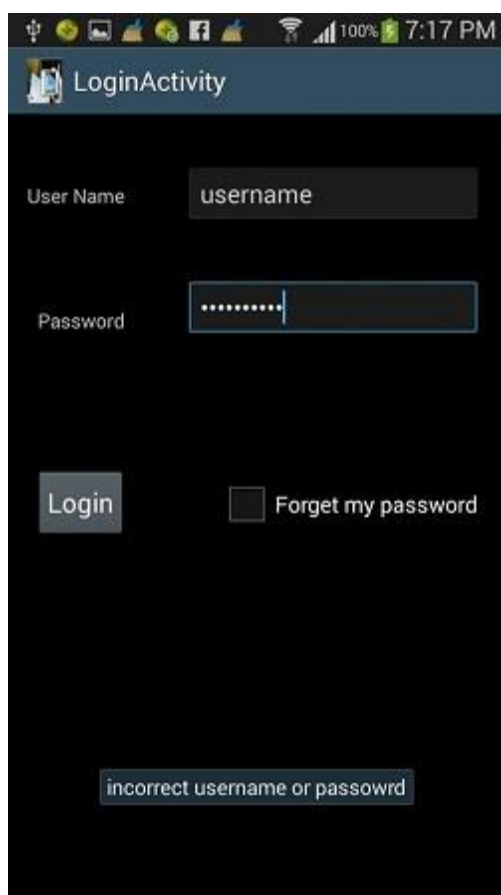 100% 7:17 PM
LoginActivity
User Name username
Password ••••••••••
Login Forget my password
incorrect username or passowrd